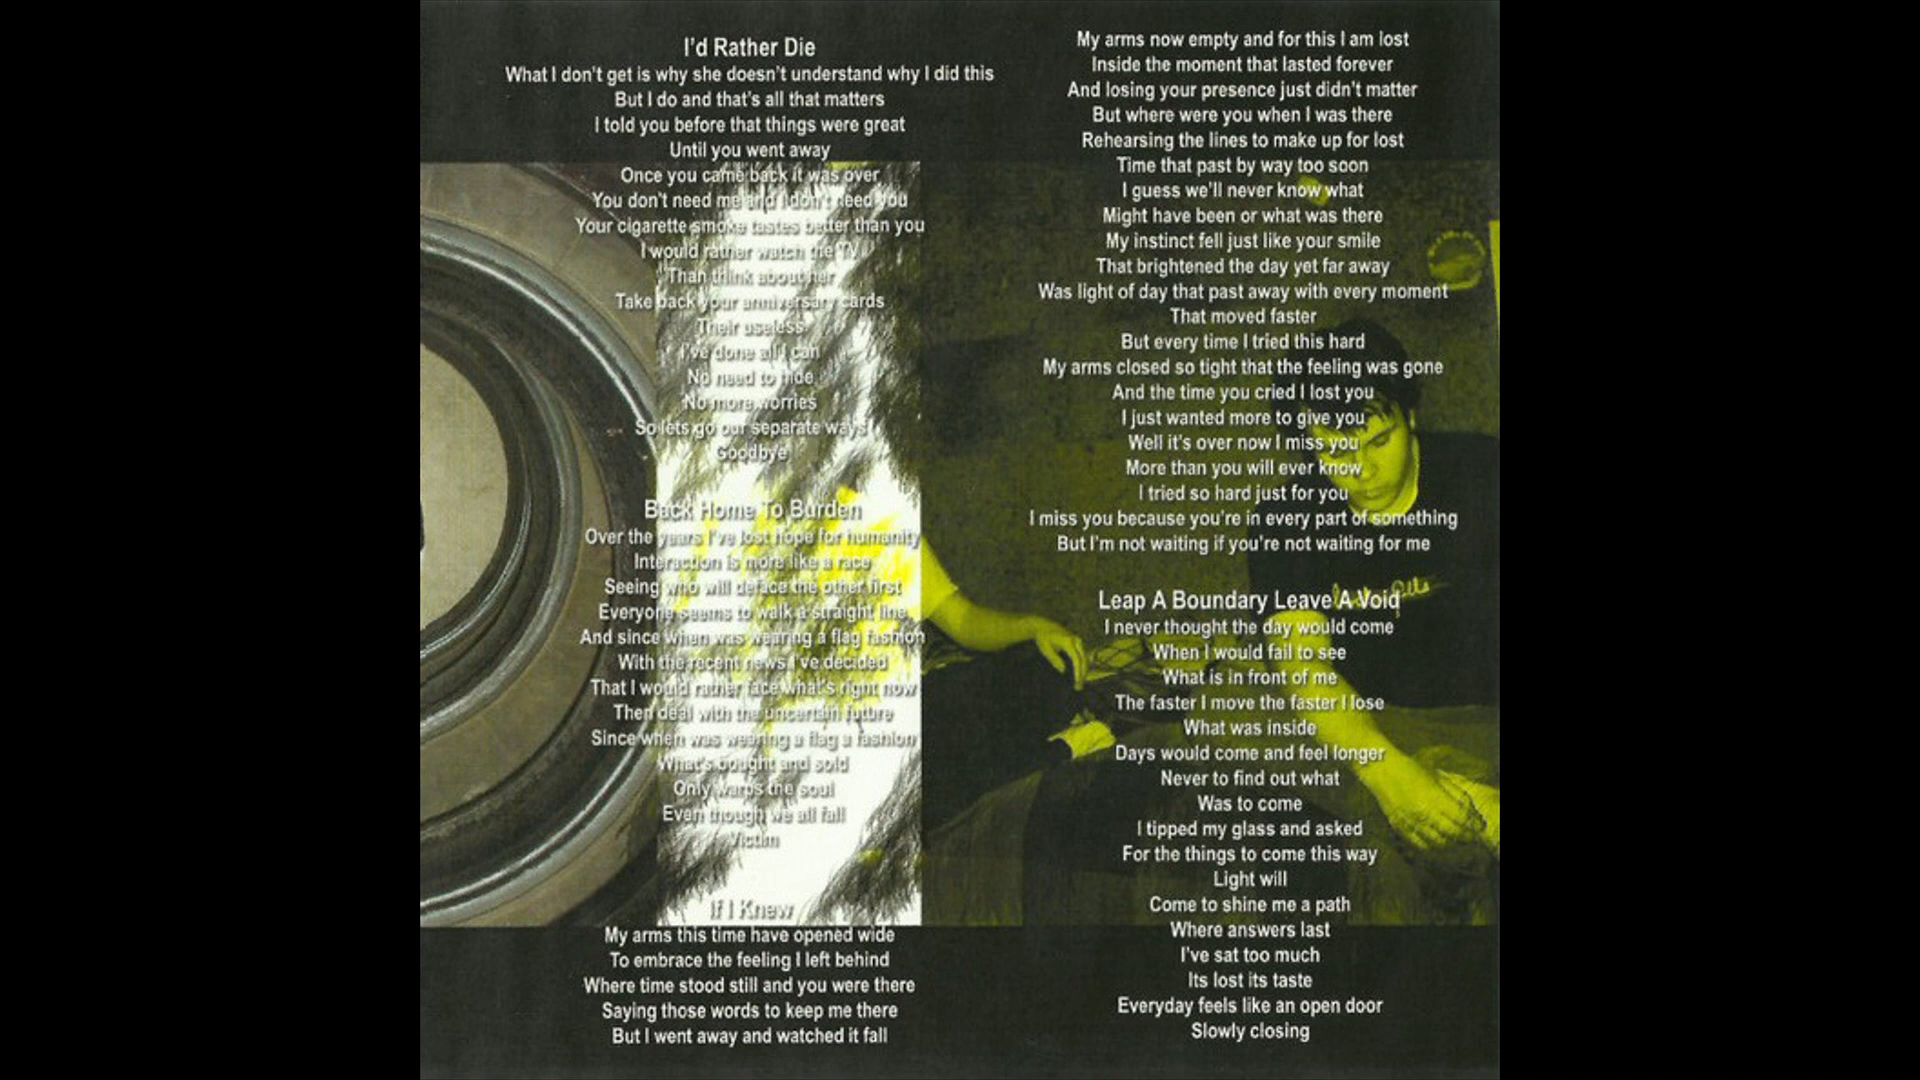 I'd Rather Die
What I don't get is why she doesn't understand why I did this
But I do and that's all that matters
I told you before that things were great
Until you went away
Once you came back it was over
You don't need me and I don't need you
Your cigarette smoke tastes better than you
I would rather watch the TV
Than think about her
Take back your anniversary cards
Their useless
I've done all I can
No need to hide
No more worries
So lets go our separate ways
Goodbye
Back Home To Burden
Over the years I've lost hope for humanity
Interaction is more like a race
Seeing who will deface the other first
Everyone seems to walk a straight line
And since when was wearing a flag fashion
With the recent news I've decided
That I would rather face what's right now
Then deal with the uncertain future
Since when was wearing a flag a fashion
What's bought and sold
Only warps the soul
Even though we all fall
Victim
If I Knew
My arms this time have opened wide
To embrace the feeling I left behind
Where time stood still and you were there
Saying those words to keep me there
But I went away and watched it fall
My arms now empty and for this I am lost
Inside the moment that lasted forever
And losing your presence just didn't matter
But where were you when I was there
Rehearsing the lines to make up for lost
Time that past by way too soon
I guess we'll never know what
Might have been or what was there
My instinct fell just like your smile
That brightened the day yet far away
Was light of day that past away with every moment
That moved faster
But every time I tried this hard
My arms closed so tight that the feeling was gone
And the time you cried I lost you
I just wanted more to give you
Well it's over now I miss you
More than you will ever know
I tried so hard just for you
I miss you because you're in every part of something
But I'm not waiting if you're not waiting for me
Leap A Boundary Leave A Void
I never thought the day would come
When I would fail to see
What is in front of me
The faster I move the faster I lose
What was inside
Days would come and feel longer
Never to find out what
Was to come
I tipped my glass and asked
For the things to come this way
Light will
Come to shine me a path
Where answers last
I've sat too much
Its lost its taste
Everyday feels like an open door
Slowly closing